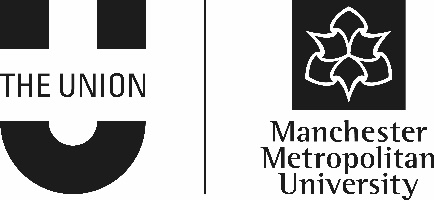 THE UNION
Manchester
Metropolitan
University